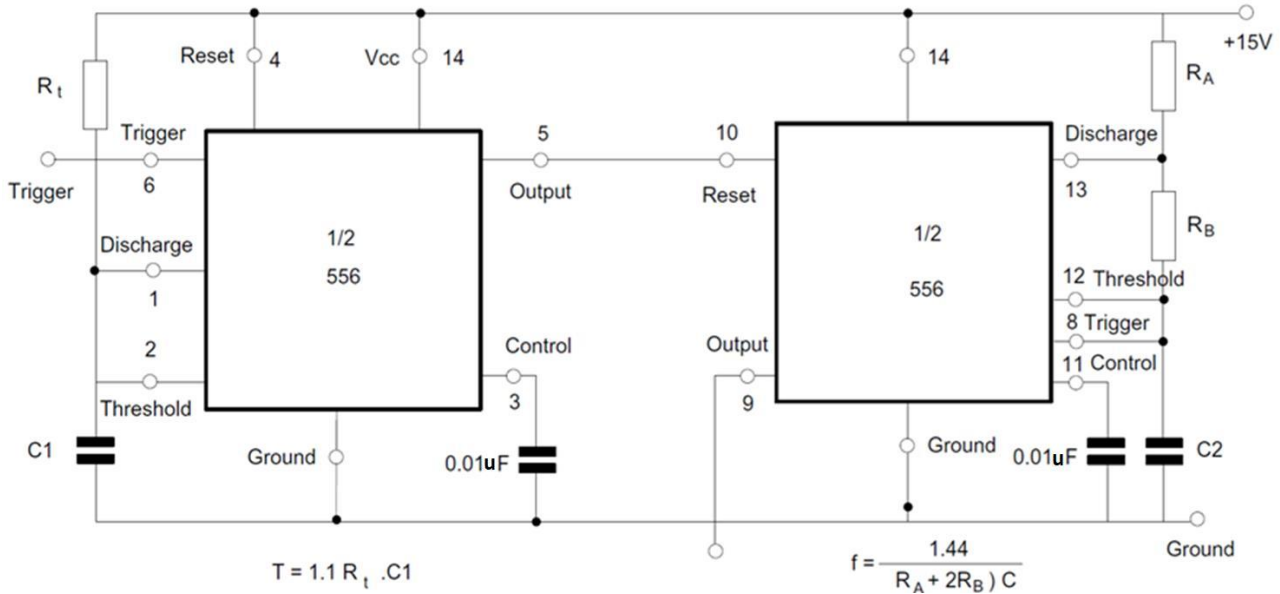 +15V
Reset 4
Vcc 14
14
R t
R A
Trigger
6
Trigger
5
Output
10
Reset
Discharge
13
1/2
556
1/2
556
R B
Discharge
1
2
Threshold
12 Threshold
8 Trigger
11 Control
Control
3
Output
9
C1
Ground
0.01uF
Ground
0.01uF
C2
Ground
T = 1.1 R t .C1
f = 1.44
R A + 2R B ) C